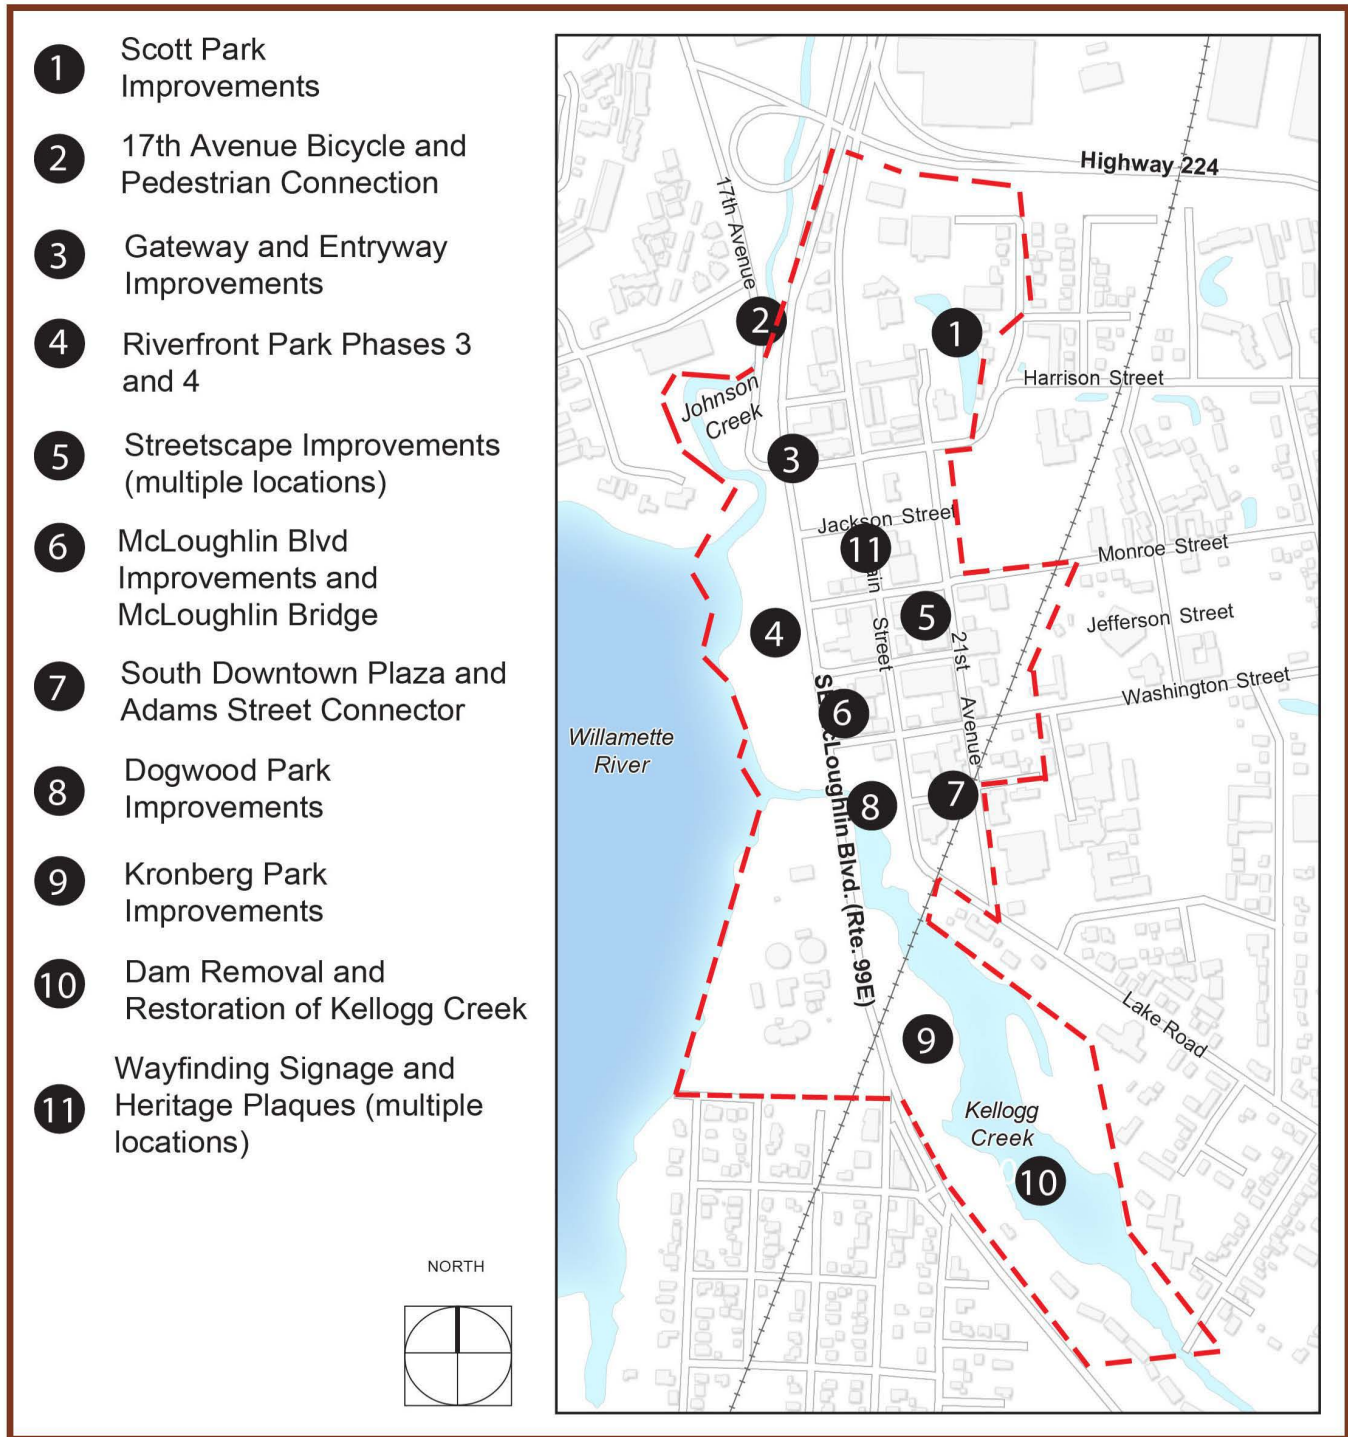 1 Scott Park
Improvements
2 17th Avenue Bicycle and
Pedestrian Connection
3 Gateway and Entryway
Improvements
4 Riverfront Park Phases 3
and 4
5 Streetscape Improvements
(multiple locations)
6 McLoughlin Blvd
Improvements and
McLoughlin Bridge
7 South Downtown Plaza and
Adams Street Connector
8 Dogwood Park
Improvements
9 Kronberg Park
Improvements
10 Dam Removal and
Restoration of Kellogg Creek
11 Wayfinding Signage and
Heritage Plaques (multiple
locations)
NORTH
Highway 224
17th Avenue
2
1
Harrison Street
Johnson
Creek
3
Jackson Street
11
Monroe Street
Street
5
4
Jefferson Street
21st Avenue
Washington Street
6
Willamette
River
Blvd. (Rte. 99E)
7
8
Lake Road
9
Kellogg
Creek
10